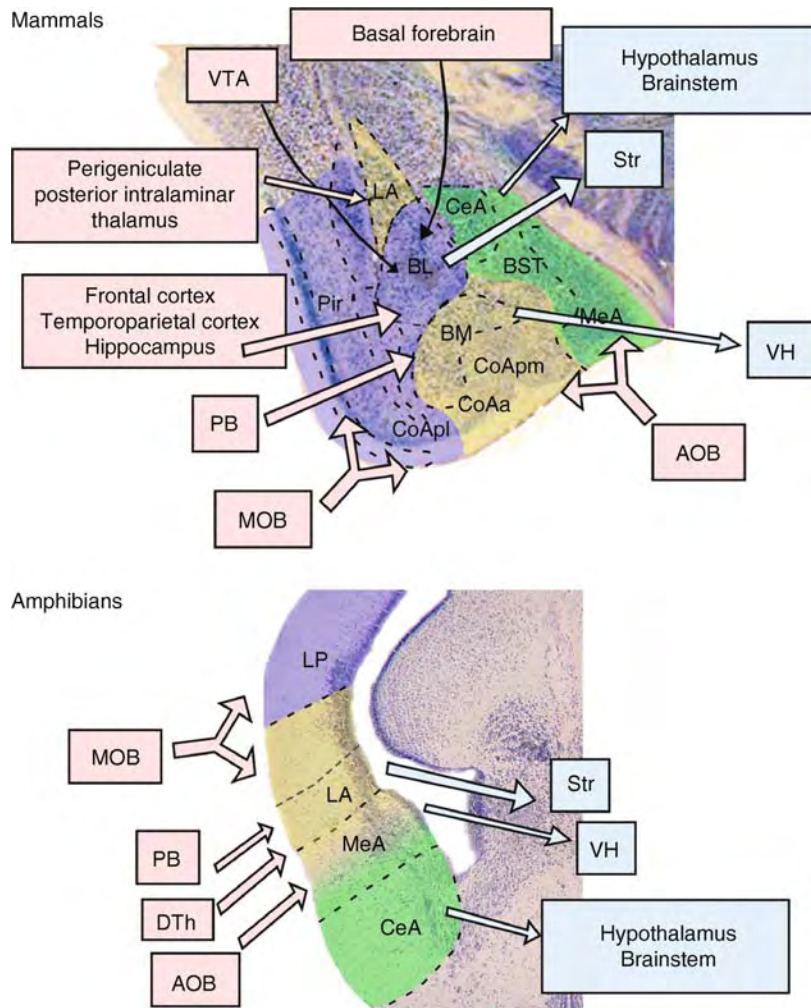 Mammals
Basal forebrain
VTA
Hypothalamus
Brainstem
Str
Perigeniculate
posterior intralaminar
thalamus
LA
CeA
BL
BST
Frontal cortex
Temporoparietal cortex
Hippocampus
Pir
MeA
BM
VH
CoApm
CoAa
PB
CoApl
AOB
MOB
Amphibians
LP
MOB
Str
LA
MeA
VH
PB
DTh
CeA
AOB
Hypothalamus
Brainstem